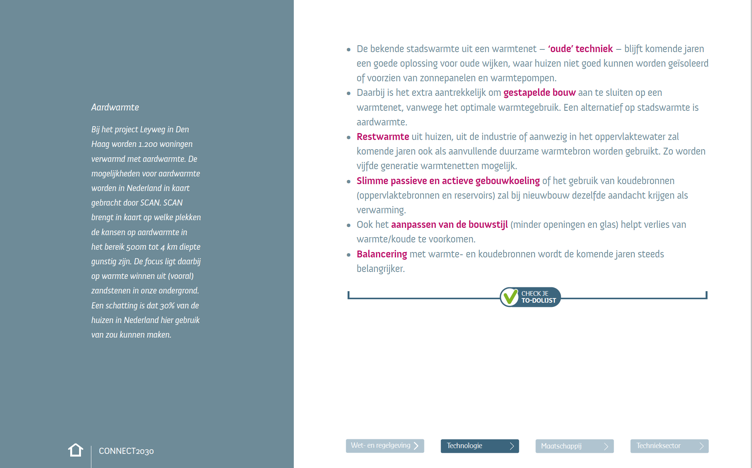 Aardwarmte
Bij het project Leyweg in Den
Haag worden 1.200 woningen
verwarmd met aardwarmte. De
mogelijkheden voor aardwarmte
worden in Nederland in kaart
gebracht door SCAN. SCAN
brengt in kaart op welke plekken
de kansen op aardwarmte in
het bereik 500m tot 4 km diepte
gunstig zijn. De focus ligt daarbij
op warmte winnen uit (vooral)
zandstenen in onze ondergrond.
Een schatting is dat 30% van de
huizen in Nederland hier gebruik
van zou kunnen maken.
• De bekende stadswarmte uit een warmtenet – ‘oude’ techniek – blijft komende jaren
een goede oplossing voor oude wijken, waar huizen niet goed kunnen worden geïsoleerd
of voorzien van zonnepanelen en warmtepompen.
• Daarbij is het extra aantrekkelijk om gestapelde bouw aan te sluiten op een
warmtenet, vanwege het optimale warmtegebruik. Een alternatief op stadswarmte is
aardwarmte.
• Restwarmte uit huizen, uit de industrie of aanwezig in het oppervlaktewater zal
komende jaren ook als aanvullende duurzame warmtebron worden gebruikt. Zo worden
vijfde generatie warmtenetten mogelijk.
• Slimme passieve en actieve gebouwkoeling of het gebruik van koudebronnen
(oppervlaktebronnen en reservoirs) zal bij nieuwbouw dezelfde aandacht krijgen als
verwarming.
• Ook het aanpassen van de bouwstijl (minder openingen en glas) helpt verlies van
warmte/koude te voorkomen.
• Balancering met warmte- en koudebronnen wordt de komende jaren steeds
belangrijker.
CHECK JE
TO-DOLIJST
CONNECT2030
Wet- en regelgeving
Technologie
Maatschappij
Technieksector